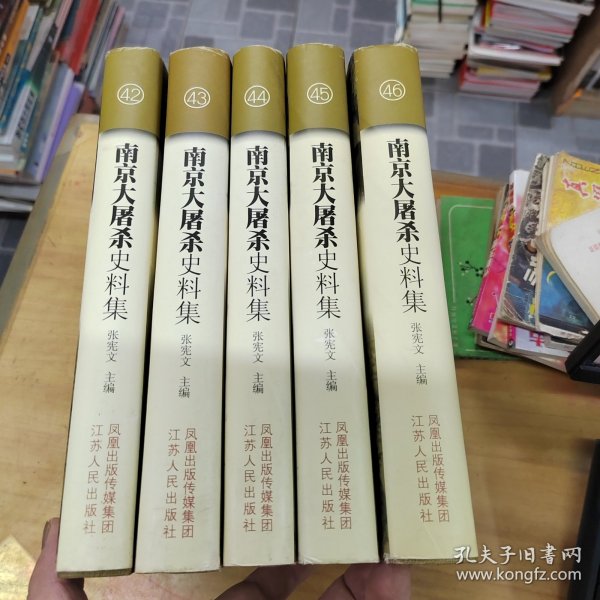 42
南京大屠杀史料集
张宪文 主编
凤凰出版传媒集团
江苏人民出版社
43
南京大屠杀史料集
张宪文 主编
凤凰出版传媒集团
江苏人民出版社
44
南京大屠杀史料集
张宪文 主编
凤凰出版传媒集团
江苏人民出版社
45
南京大屠杀史料集
张宪文 主编
凤凰出版传媒集团
江苏人民出版社
46
南京大屠杀史料集
张宪文 主编
凤凰出版传媒集团
江苏人民出版社
孔夫子旧书网
www.kongfz.com